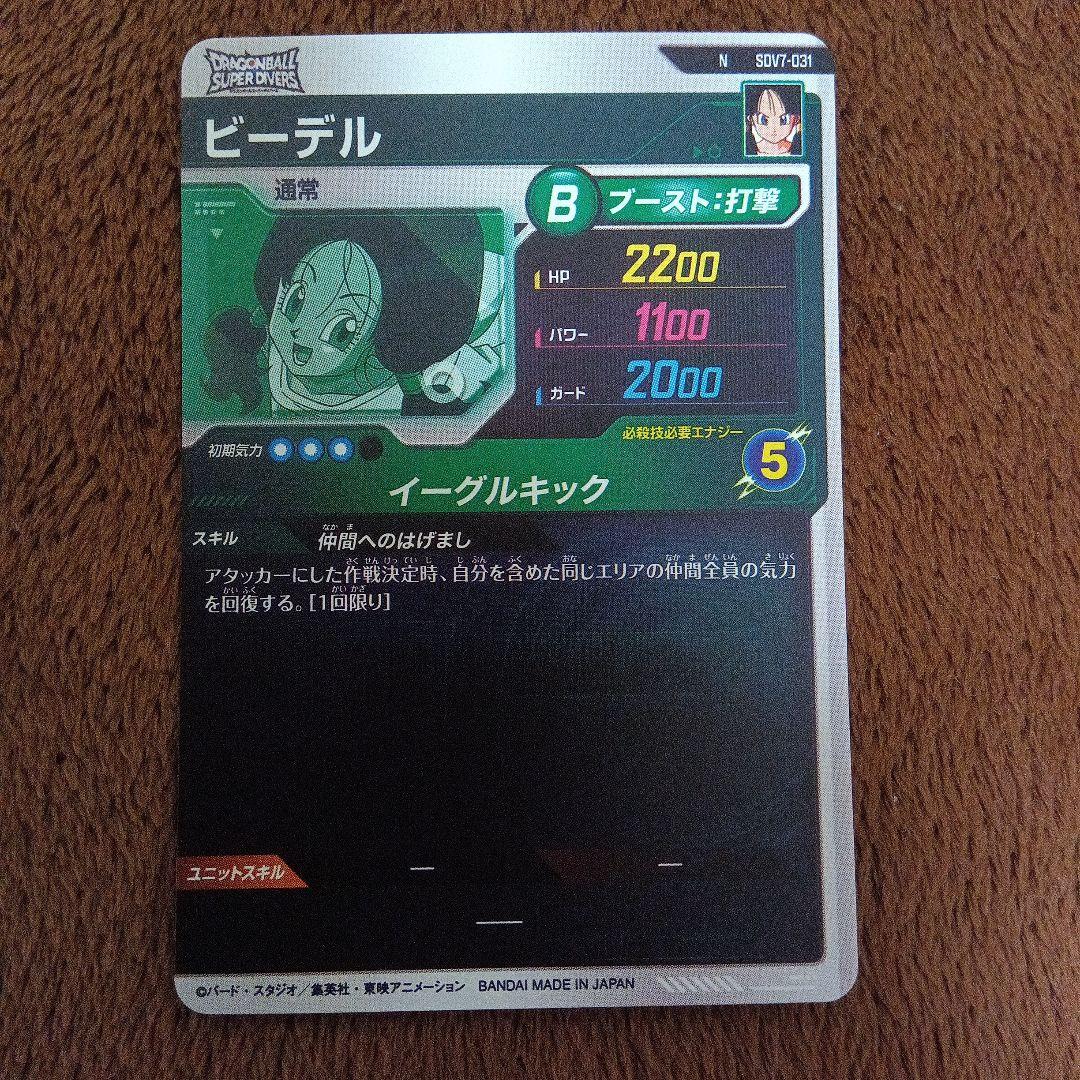 DRAGONBALL
SUPER DIVERS
N SDV7-031
ビーデル
通常
B ブースト:打撃
HP 2200
パワー 1100
ガード 2000
初期気力
必殺技必要エナジー
5
イーグルキック
スキル 仲間へのはげまし
アタッカーにした作戦決定時、自分を含めた同じエリアの仲間全員の気力
を回復する。[1回限り]
ユニットスキル — —
—
©バード・スタジオ/集英社・東映アニメーション BANDAI MADE IN JAPAN